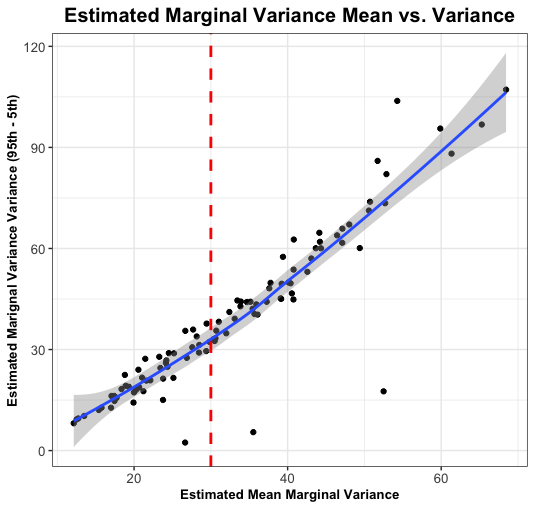 Estimated Marginal Variance Mean vs. Variance
Estimated Marignal Variance Variance (95th - 5th)
120
90
60
30
0
20
40
60
Estimated Mean Marginal Variance